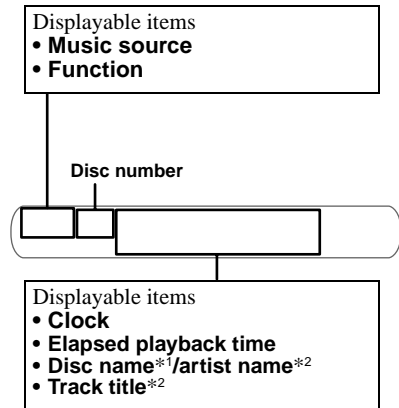 Displayable items
• Music source
• Function
Disc number
Displayable items
• Clock
• Elapsed playback time
• Disc name*1/artist name*2
• Track title*2